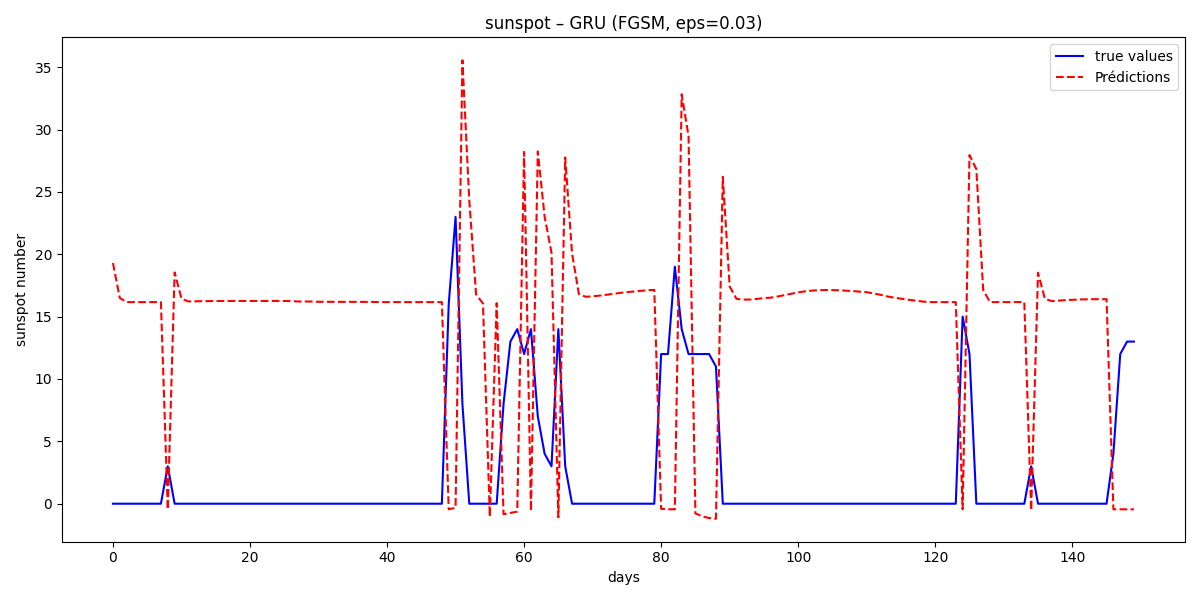 sunspot – GRU (FGSM, eps=0.03)
true values
Prédictions
sunspot number
35
30
25
20
15
10
5
0
0 20 40 60 80 100 120 140
days